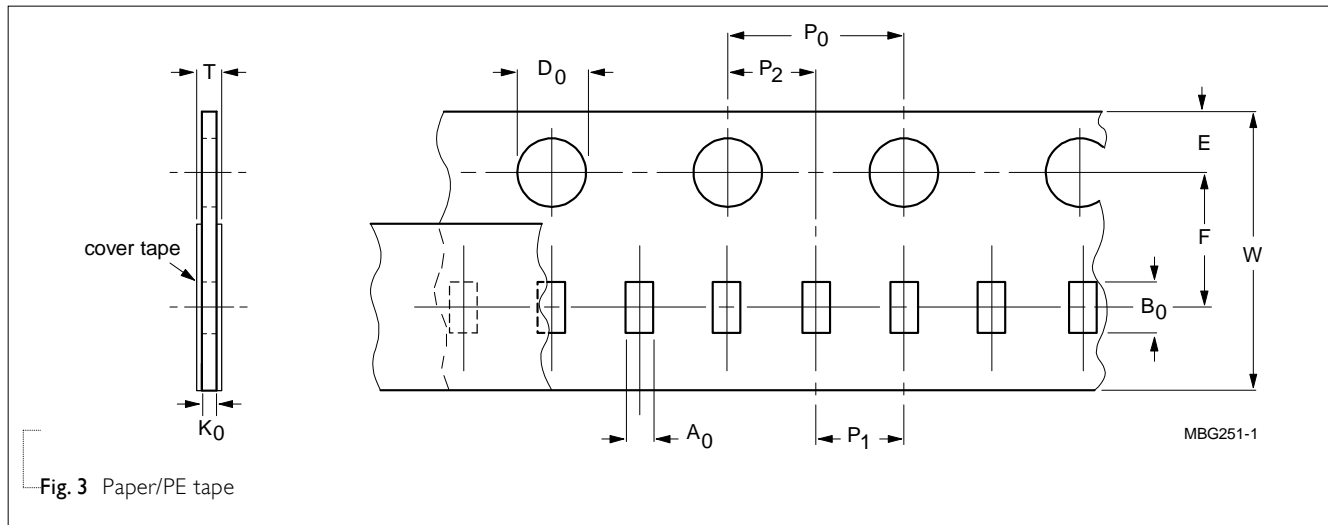 P0
T
D0
P2
E
F
W
cover tape
B0
K0
A0
P1
MBG251-1
Fig. 3 Paper/PE tape